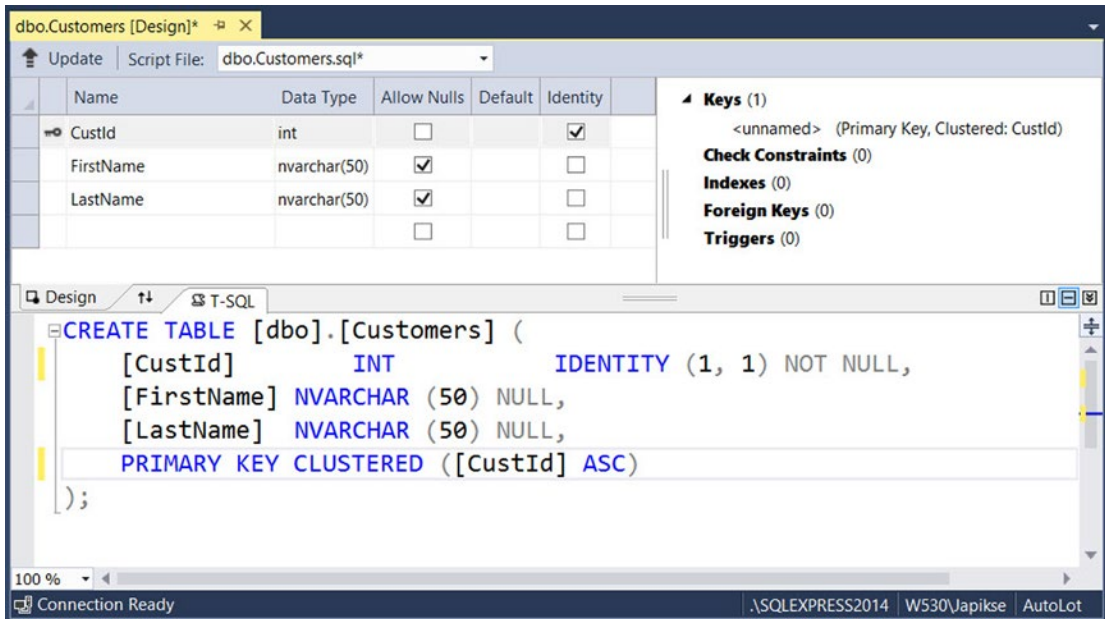 dbo.Customers [Design]*
Update Script File: dbo.Customers.sql*
Name Data Type Allow Nulls Default Identity
CustId int
FirstName nvarchar(50)
LastName nvarchar(50)
Keys (1)
<unnamed> (Primary Key, Clustered: CustId)
Check Constraints (0)
Indexes (0)
Foreign Keys (0)
Triggers (0)
Design T-SQL
CREATE TABLE [dbo].[Customers] (
[CustId] INT IDENTITY (1, 1) NOT NULL,
[FirstName] NVARCHAR (50) NULL,
[LastName] NVARCHAR (50) NULL,
PRIMARY KEY CLUSTERED ([CustId] ASC)
);
100 %
Connection Ready .\SQLEXPRESS2014 W530\Japikse AutoLot